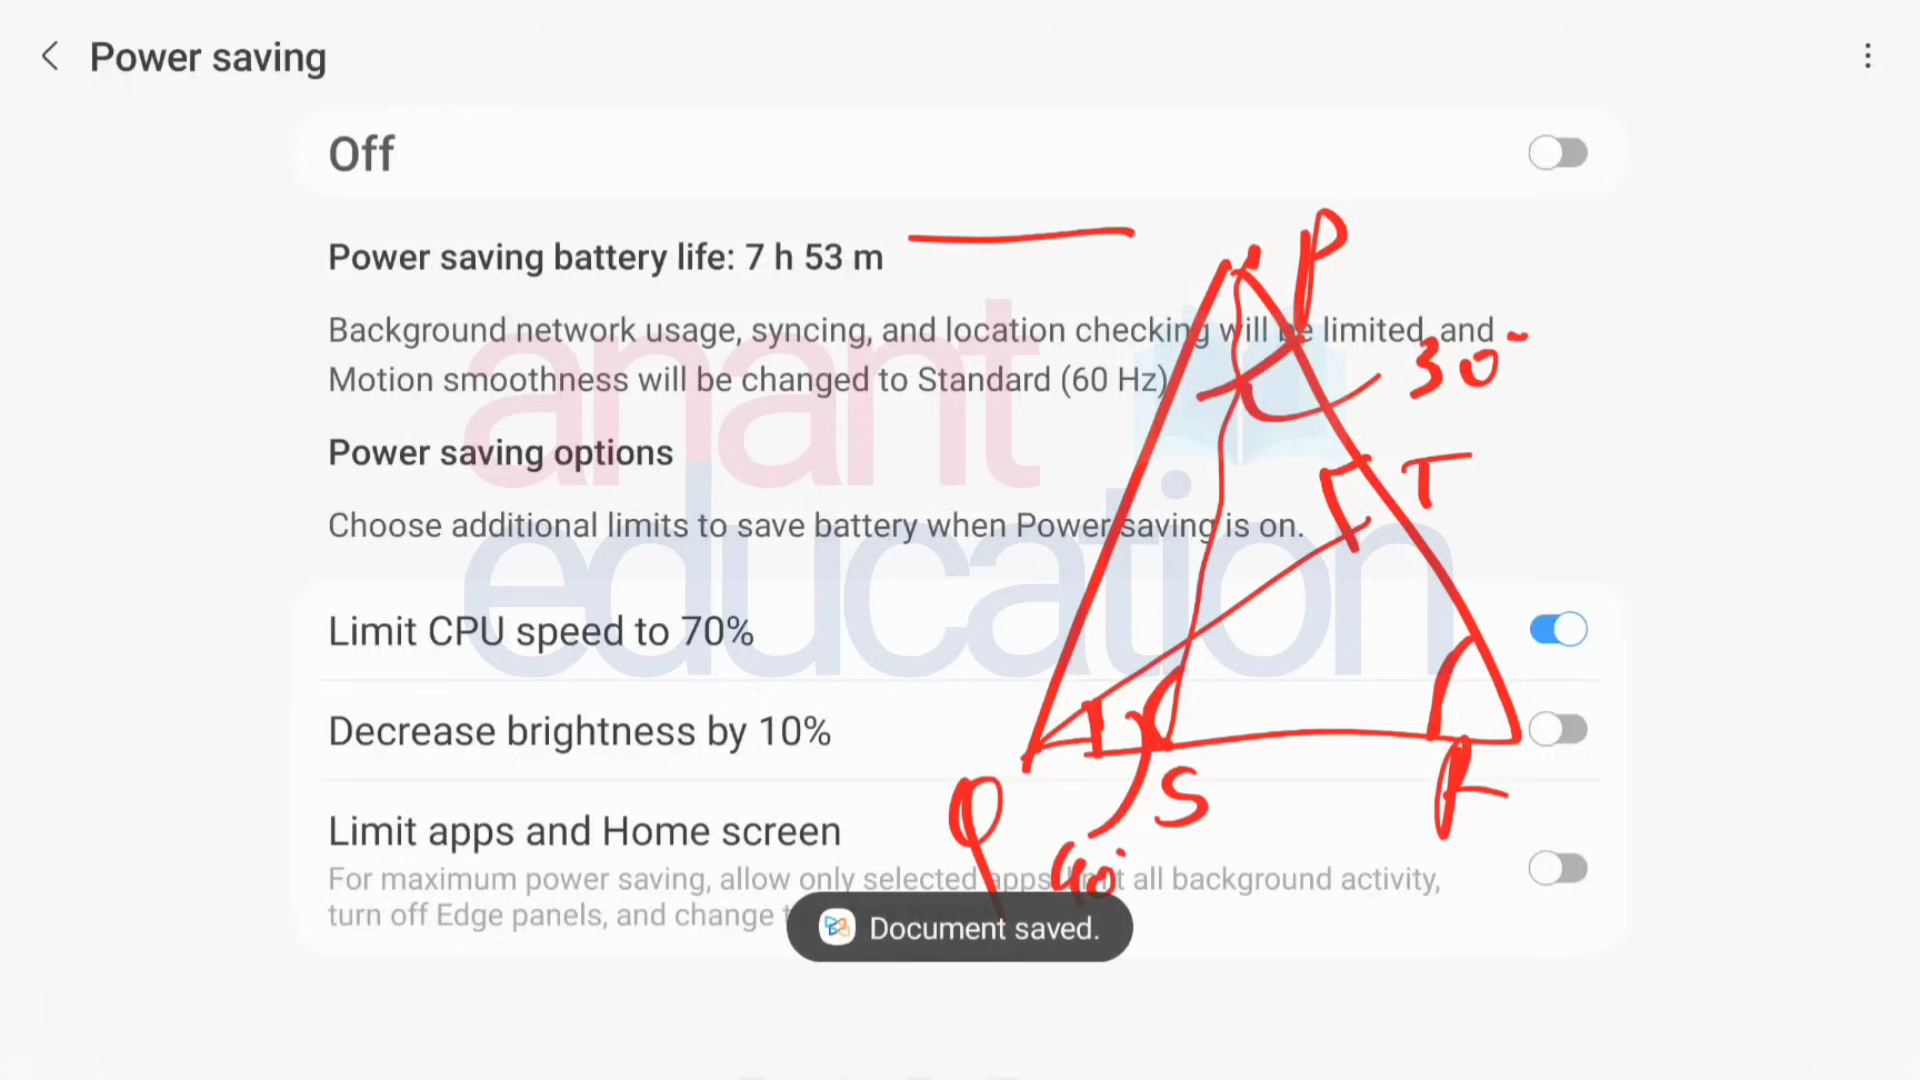 Power saving
Off
Power saving battery life: 7 h 53 m
P
Background network usage, syncing, and location checking will be limited and
30°
Motion smoothness will be changed to Standard (60 Hz)
anant
Power saving options
T
Choose additional limits to save battery when Power saving is on.
education
Limit CPU speed to 70%
Decrease brightness by 10%
Q
S
R
Limit apps and Home screen
40°
For maximum power saving, allow only selected apps, limit all background activity,
turn off Edge panels, and change
Document saved.